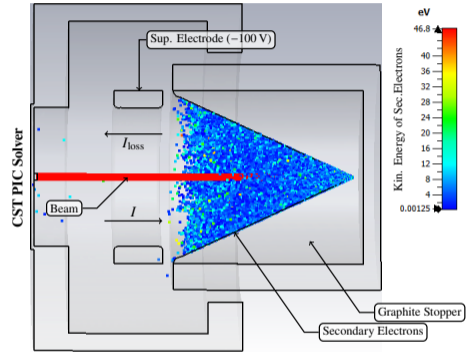 eV
46.8
Sup. Electrode (−100 V)
40
36
32
28
24
20
16
12
8
4
0.00125
Kin. Energy of Sec.Electrons
CST PIC Solver
I_loss
Beam
I
Graphite Stopper
Secondary Electrons